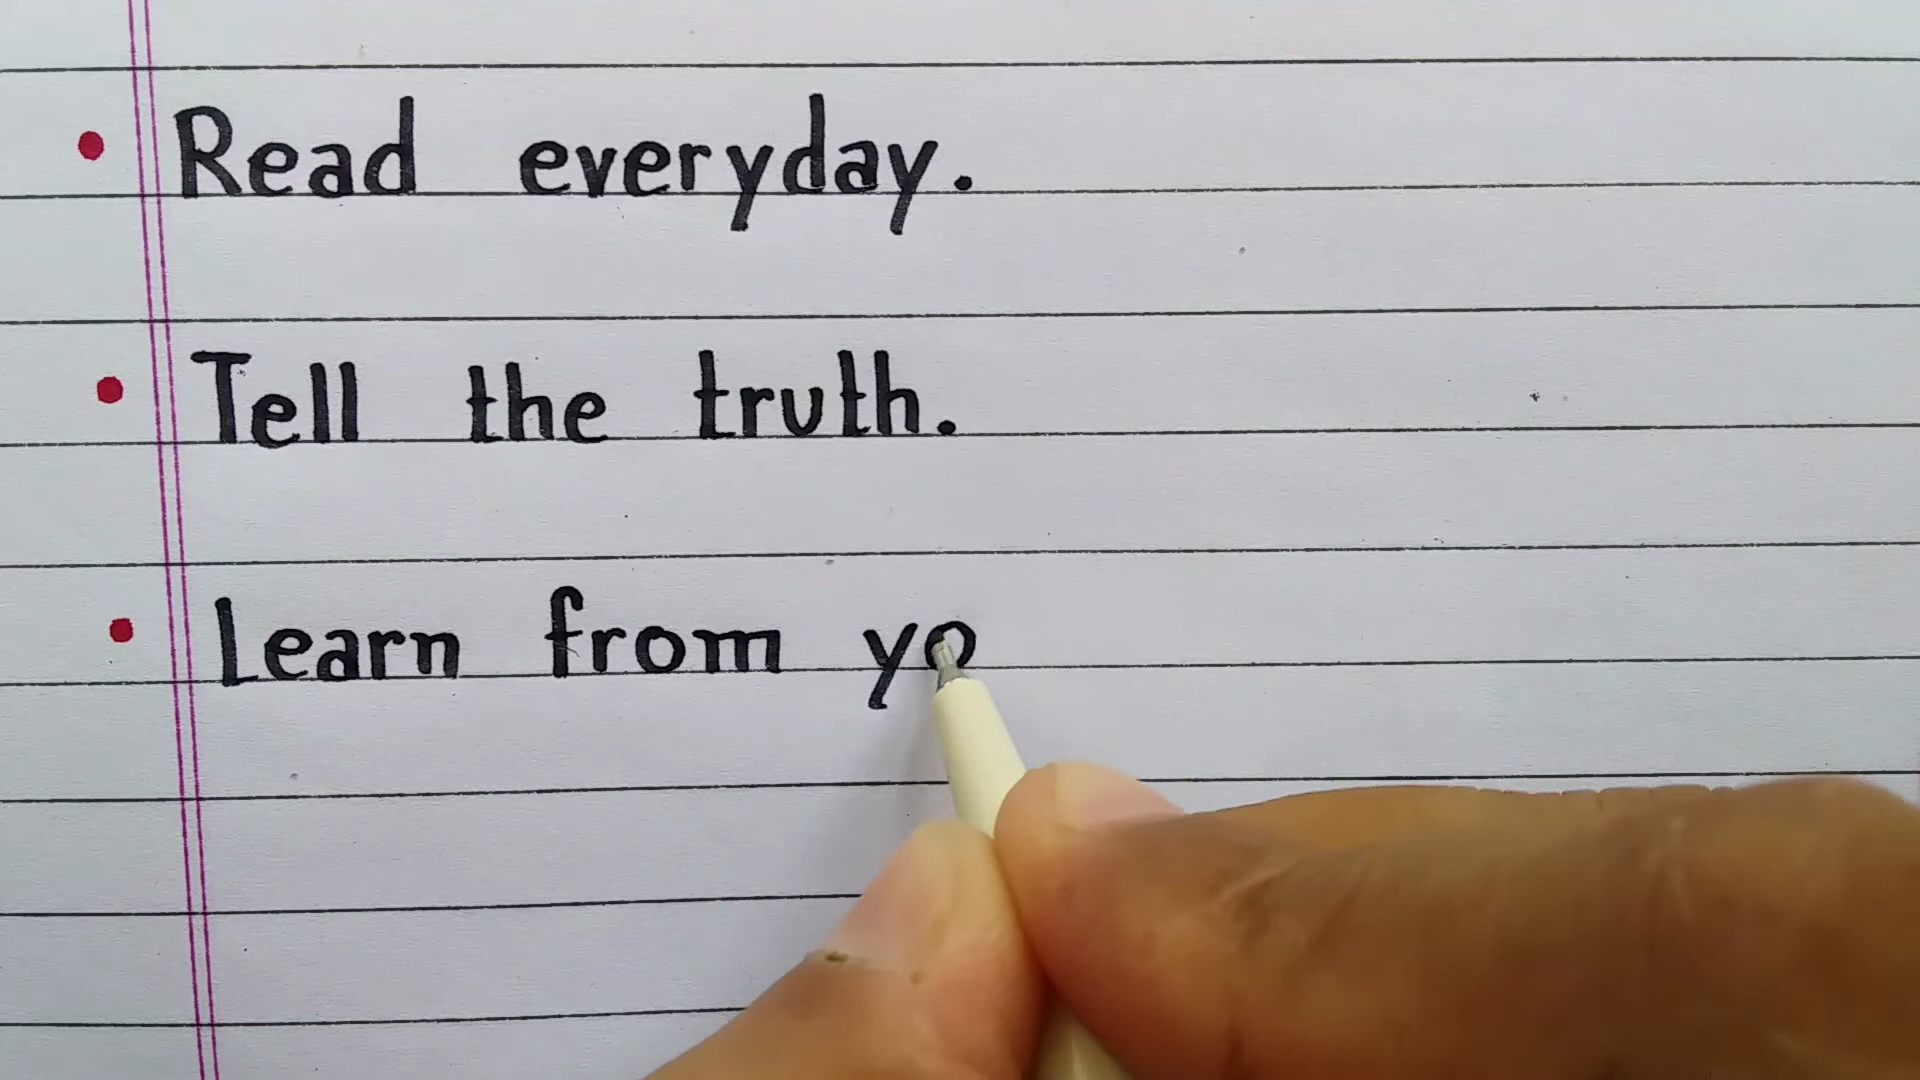 • Read everyday.
• Tell the truth.
• Learn from yo